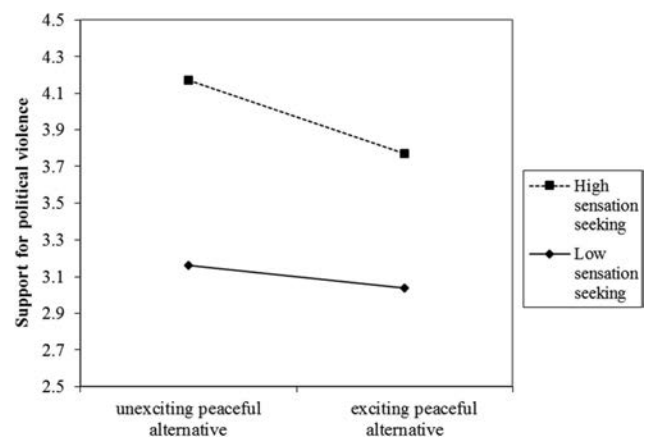 4.5
4.3
4.1
3.9
3.7
3.5
3.3
3.1
2.9
2.7
2.5
Support for political violence
unexciting peaceful
alternative
exciting peaceful
alternative
High
sensation
seeking
Low
sensation
seeking